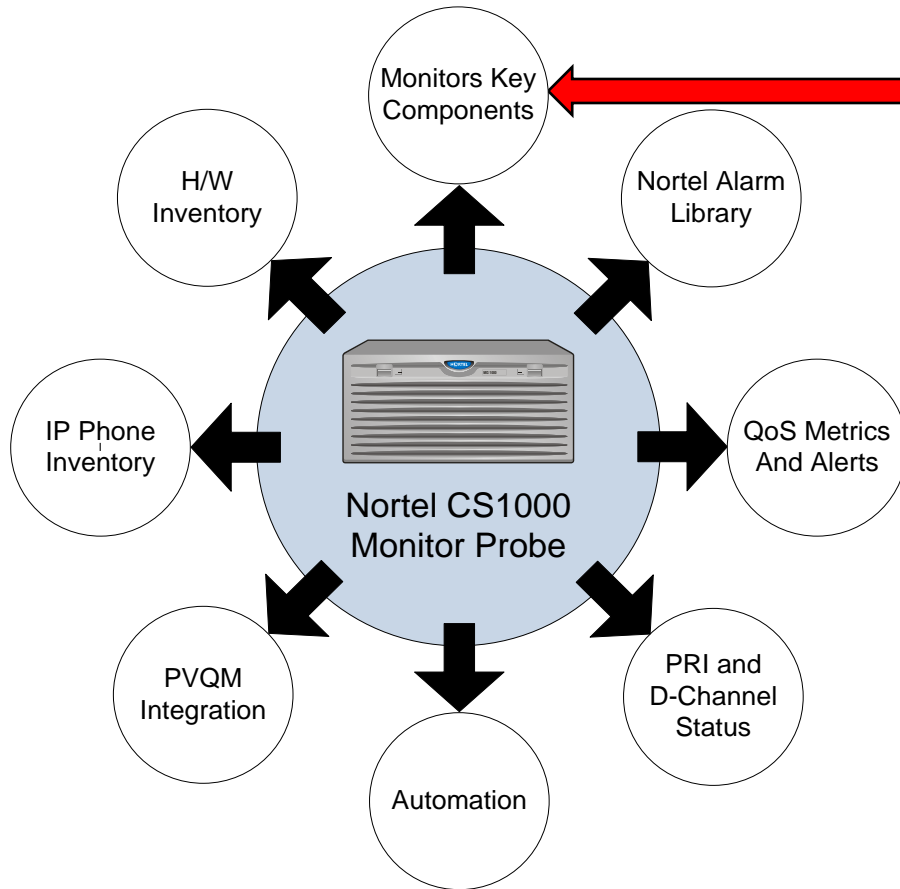 Monitors Key
Components
H/W
Inventory
Nortel Alarm
Library
NORTEL
IP Phone
Inventory
QoS Metrics
And Alerts
Nortel CS1000
Monitor Probe
PVQM
Integration
PRI and
D-Channel
Status
Automation